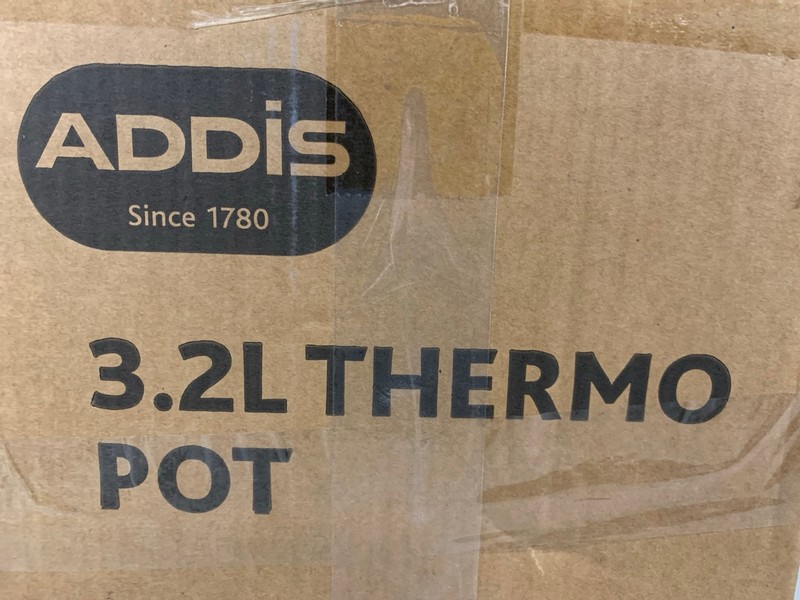 ADDiS
Since 1780
3.2L THERMO
POT